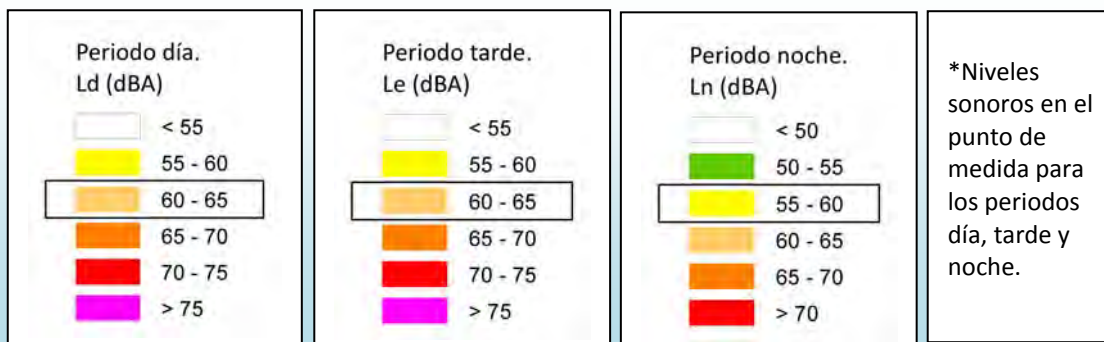 Periodo día.
Ld (dBA)
< 55
55 - 60
60 - 65
65 - 70
70 - 75
> 75
Periodo tarde.
Le (dBA)
< 55
55 - 60
60 - 65
65 - 70
70 - 75
> 75
Periodo noche.
Ln (dBA)
< 50
50 - 55
55 - 60
60 - 65
65 - 70
> 70
*Niveles
sonoros en el
punto de
medida para
los periodos
día, tarde y
noche.